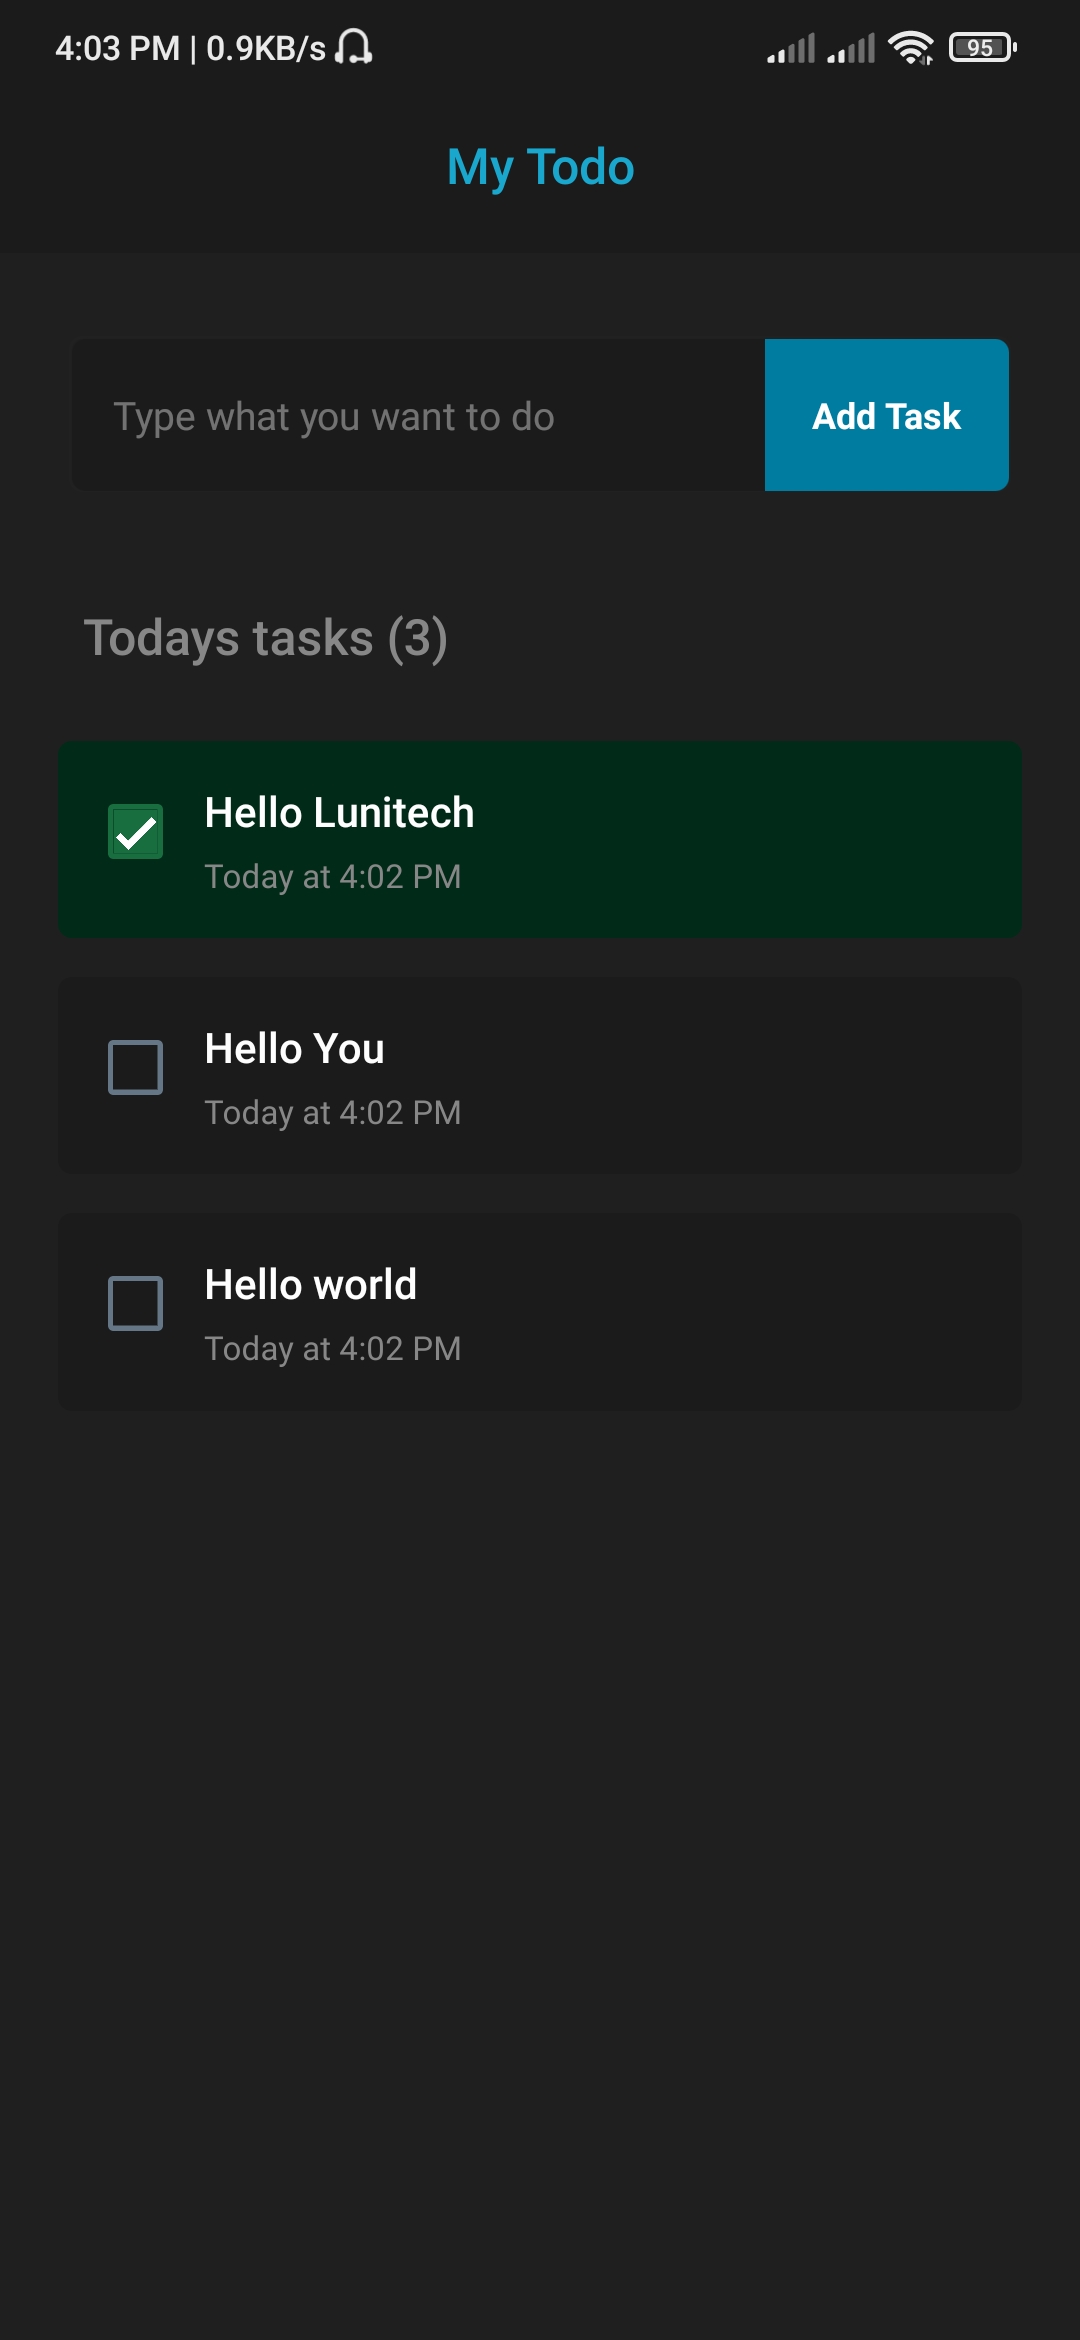 4:03 PM | 0.9KB/s
95
My Todo
Type what you want to do
Add Task
Todays tasks (3)
Hello Lunitech
Today at 4:02 PM
Hello You
Today at 4:02 PM
Hello world
Today at 4:02 PM